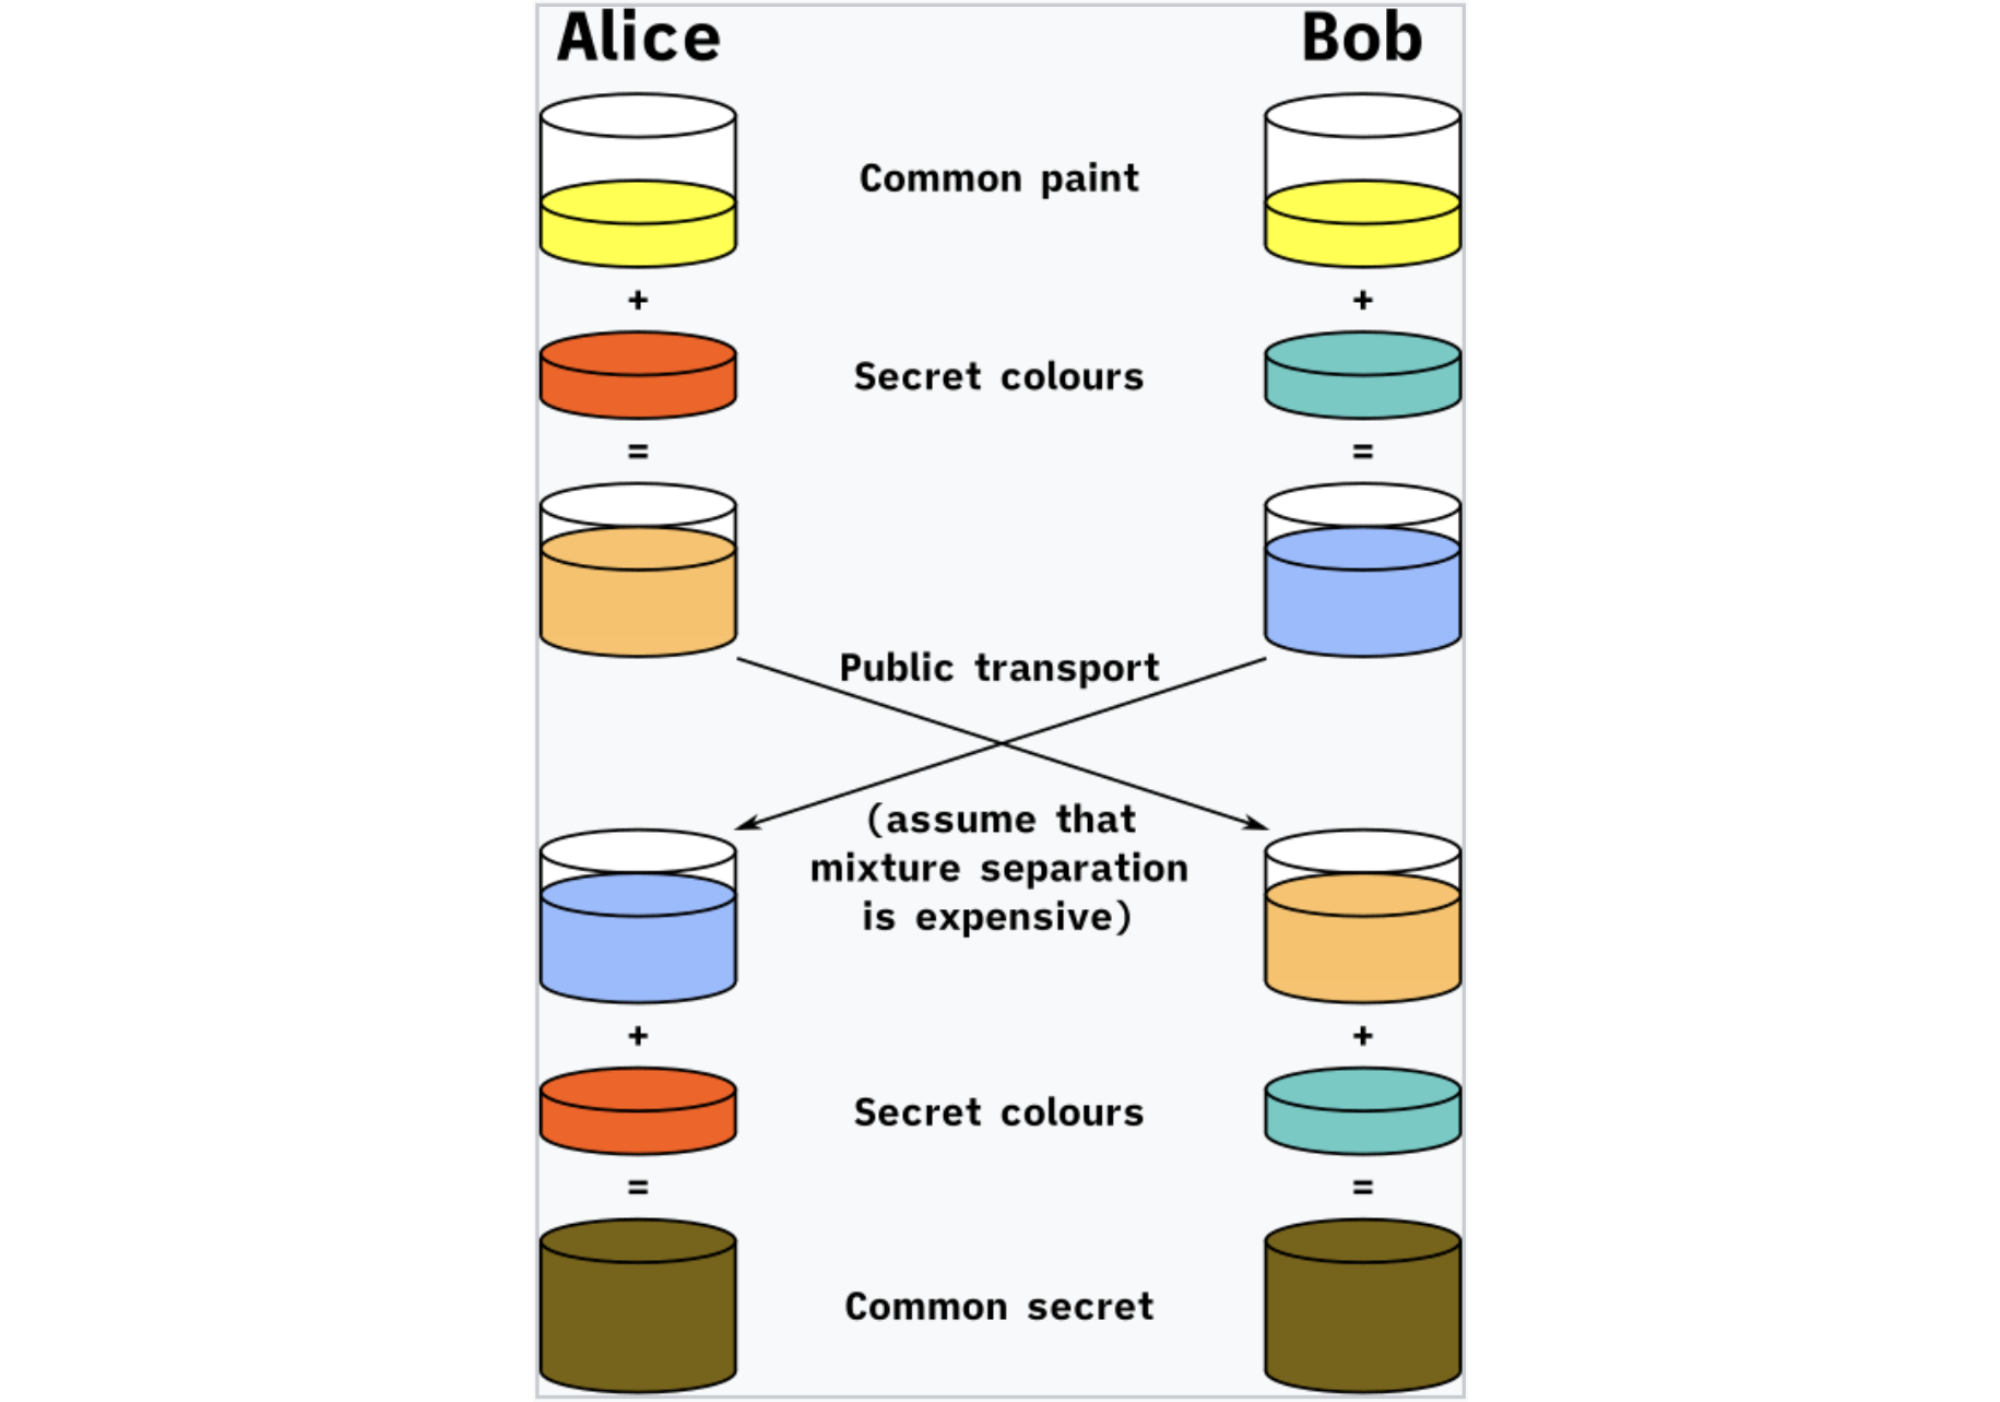 Alice
Bob
Common paint
+
+
Secret colours
=
=
Public transport
(assume that
mixture separation
is expensive)
+
+
Secret colours
=
=
Common secret